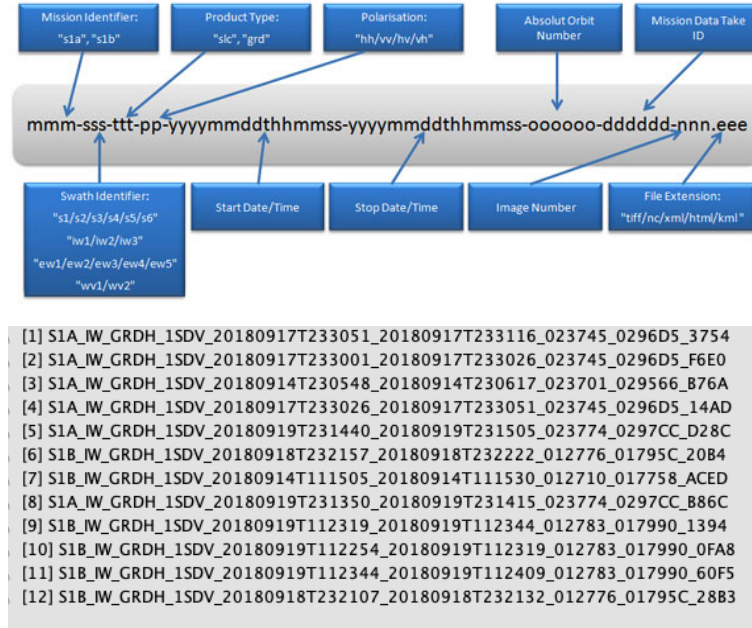 Mission Identifier:
"s1a", "s1b"
Product Type:
"slc", "grd"
Polarisation:
"hh/vv/hv/vh"
Absolut Orbit
Number
Mission Data Take
ID
mmm-sss-ttt-pp-yyyymmddthhmmss-yyyymmddthhmmss-oooooo-dddddd-nnn.eee
Swath Identifier:
"s1/s2/s3/s4/s5/s6"
"iw1/iw2/iw3"
"ew1/ew2/ew3/ew4/ew5"
"wv1/wv2"
Start Date/Time
Stop Date/Time
Image Number
File Extension:
"tiff/nc/xml/html/kml"
[1] S1A_IW_GRDH_1SDV_20180917T233051_20180917T233116_023745_0296D5_3754
[2] S1A_IW_GRDH_1SDV_20180917T233001_20180917T233026_023745_0296D5_F6E0
[3] S1A_IW_GRDH_1SDV_20180914T230548_20180914T230617_023701_029566_B76A
[4] S1A_IW_GRDH_1SDV_20180917T233026_20180917T233051_023745_0296D5_14AD
[5] S1A_IW_GRDH_1SDV_20180919T231440_20180919T231505_023774_0297CC_D28C
[6] S1B_IW_GRDH_1SDV_20180918T232157_20180918T232222_012776_01795C_20B4
[7] S1B_IW_GRDH_1SDV_20180914T111505_20180914T111530_012710_017758_ACED
[8] S1A_IW_GRDH_1SDV_20180919T231350_20180919T231415_023774_0297CC_B86C
[9] S1B_IW_GRDH_1SDV_20180919T112319_20180919T112344_012783_017990_1394
[10] S1B_IW_GRDH_1SDV_20180919T112254_20180919T112319_012783_017990_0FA8
[11] S1B_IW_GRDH_1SDV_20180919T112344_20180919T112409_012783_017990_60F5
[12] S1B_IW_GRDH_1SDV_20180918T232107_20180918T232132_012776_01795C_28B3